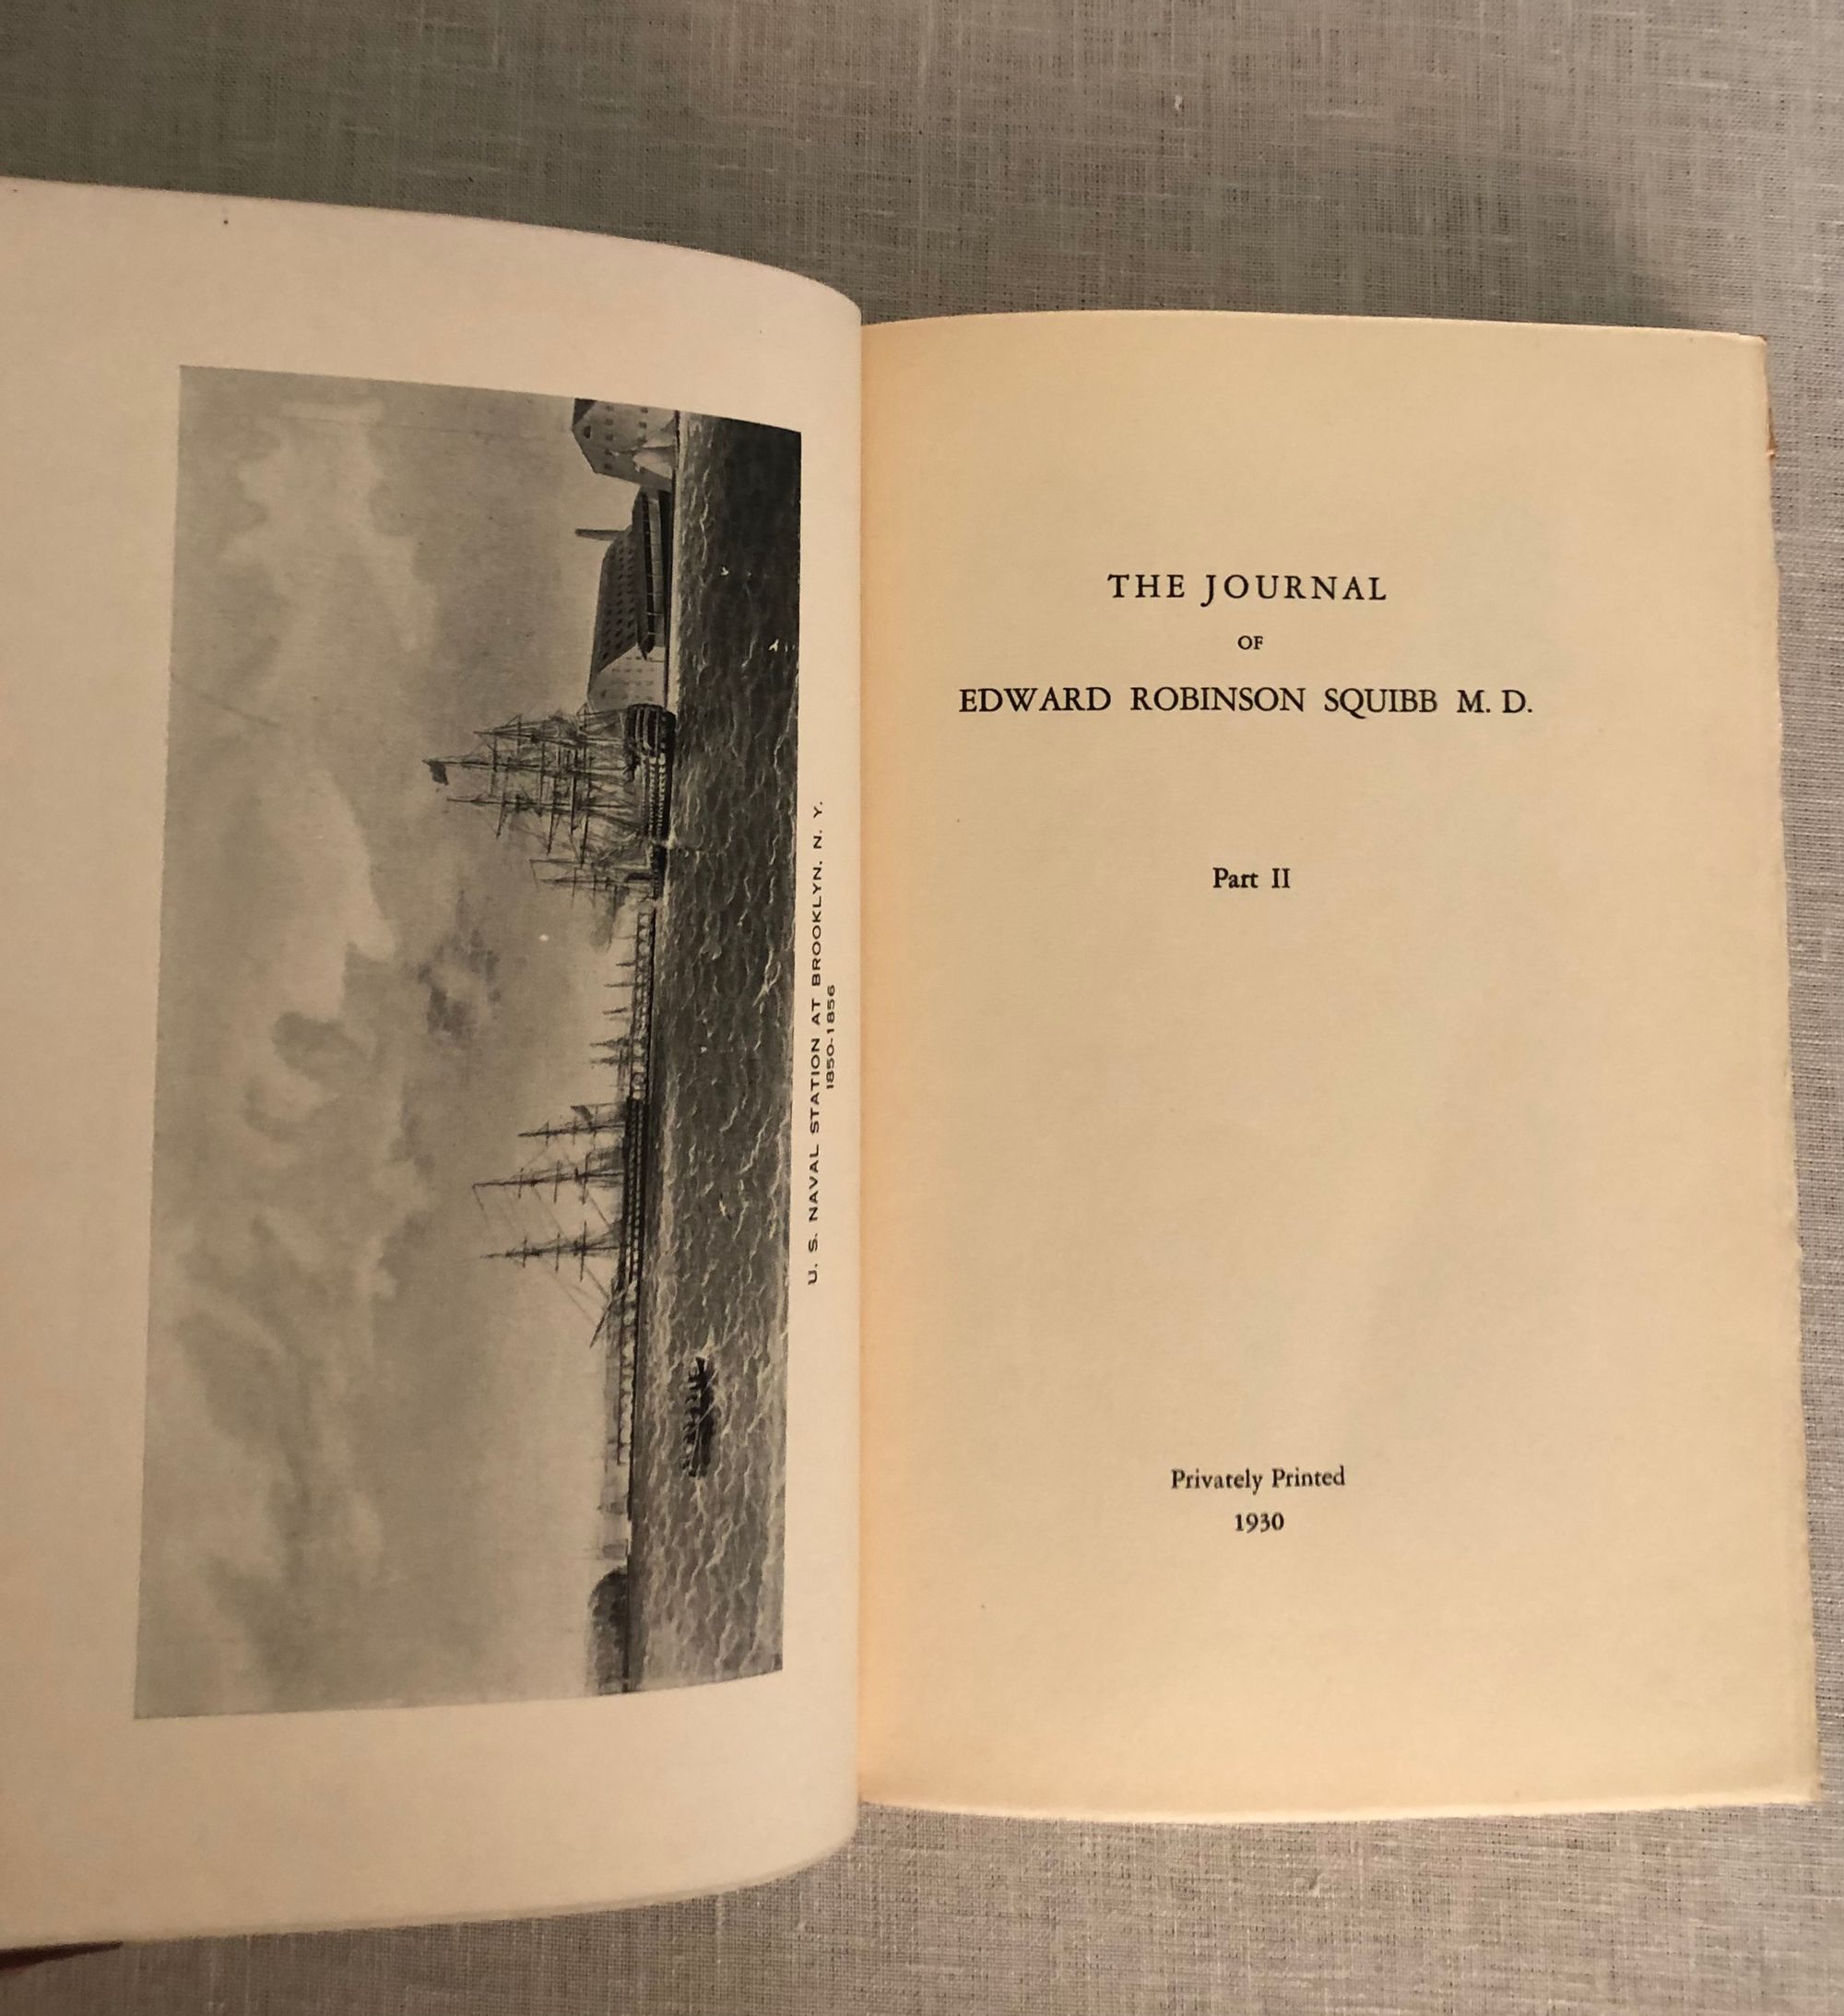 U. S. NAVAL STATION AT BROOKLYN. N. Y.
1850-1856
THE JOURNAL
OF
EDWARD ROBINSON SQUIBB M. D.
Part II
Privately Printed
1930